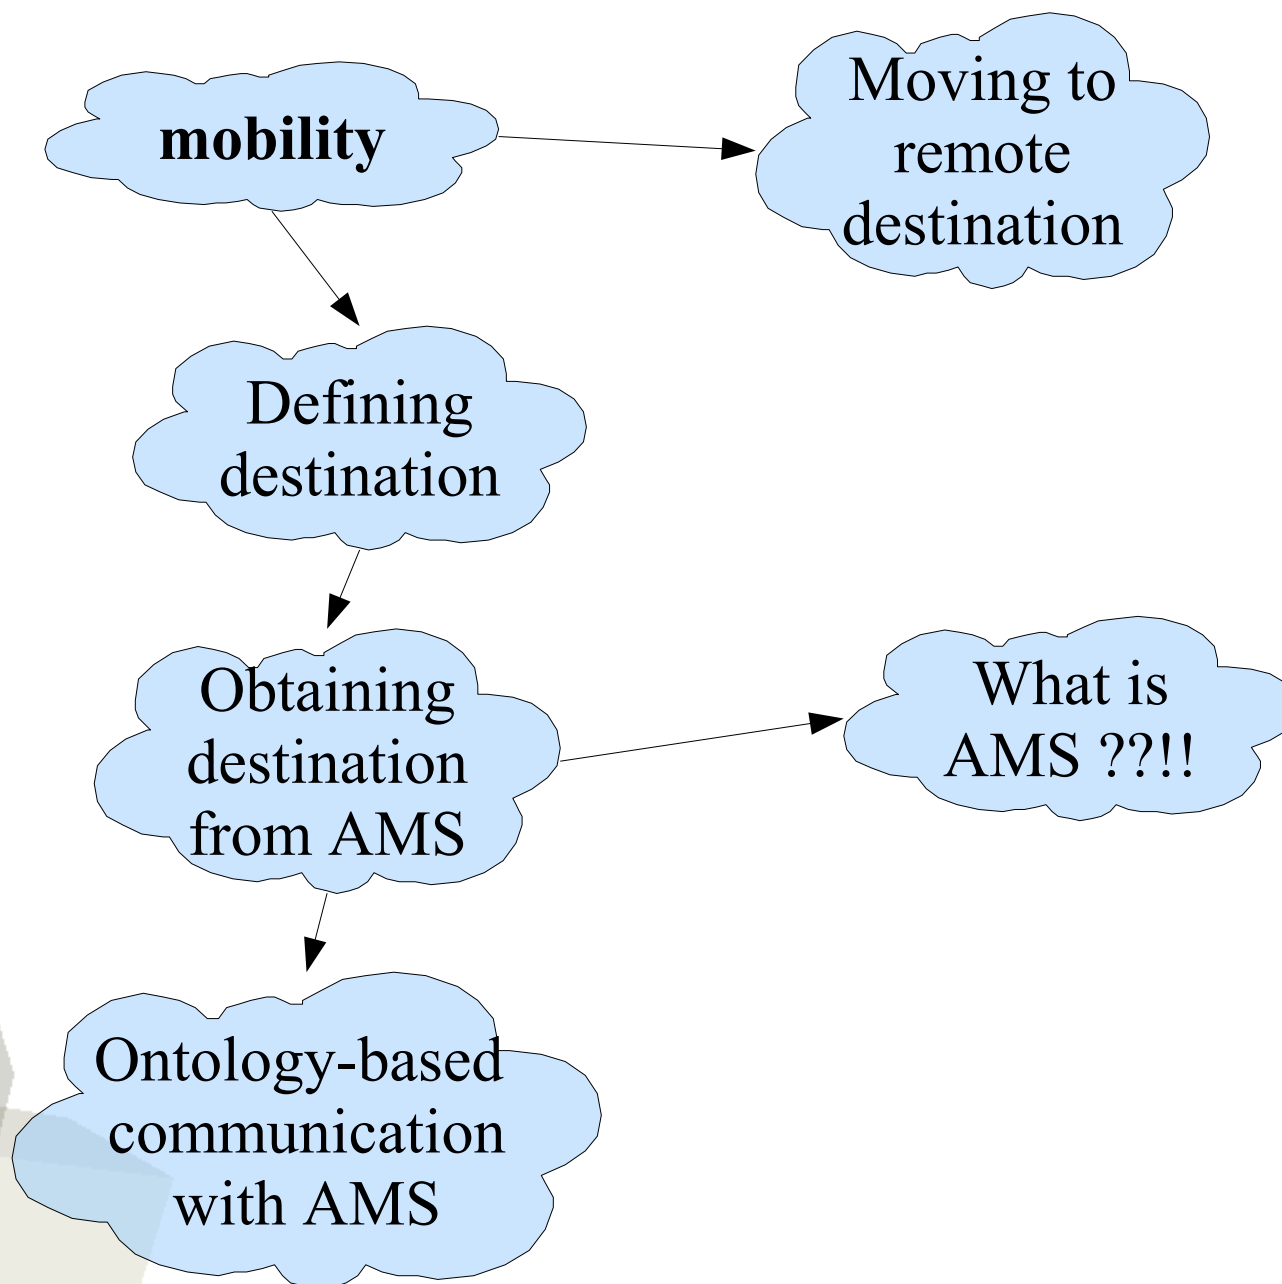 mobility
Moving to
remote
destination
Defining
destination
Obtaining
destination
from AMS
What is
AMS ??!!
Ontology-based
communication
with AMS